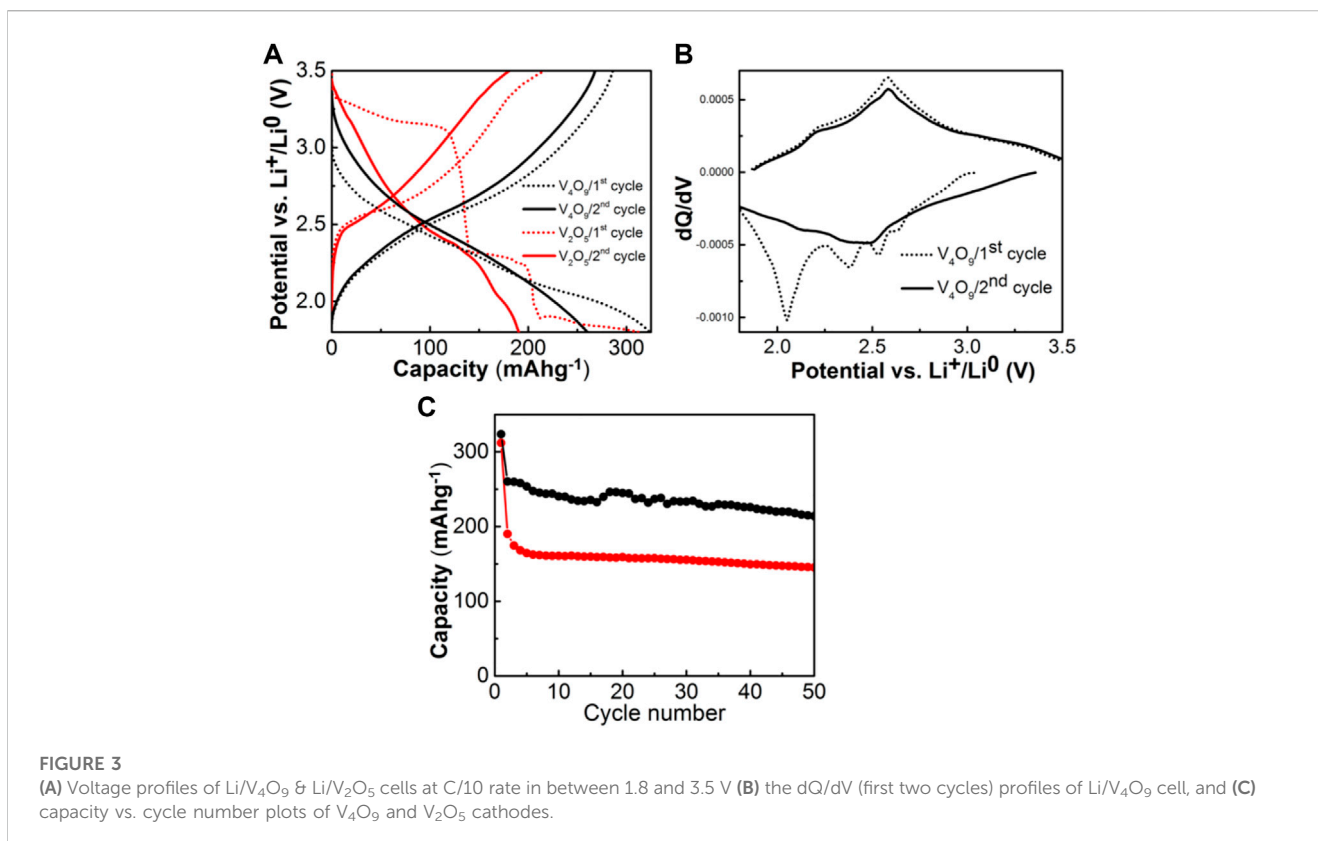 A
3.5
3.0
2.5
2.0
Potential vs. Li⁺/Li⁰ (V)
V₄O₉/1ˢᵗ cycle
V₄O₉/2ⁿᵈ cycle
V₂O₅/1ˢᵗ cycle
V₂O₅/2ⁿᵈ cycle
0 100 200 300
Capacity (mAhg⁻¹)
B
0.0005
0.0000
-0.0005
-0.0010
dQ/dV
V₄O₉/1ˢᵗ cycle
V₄O₉/2ⁿᵈ cycle
2.0 2.5 3.0 3.5
Potential vs. Li⁺/Li⁰ (V)
C
300
200
100
0
Capacity (mAhg⁻¹)
0 10 20 30 40 50
Cycle number
FIGURE 3
(A) Voltage profiles of Li/V₄O₉ & Li/V₂O₅ cells at C/10 rate in between 1.8 and 3.5 V (B) the dQ/dV (first two cycles) profiles of Li/V₄O₉ cell, and (C)
capacity vs. cycle number plots of V₄O₉ and V₂O₅ cathodes.